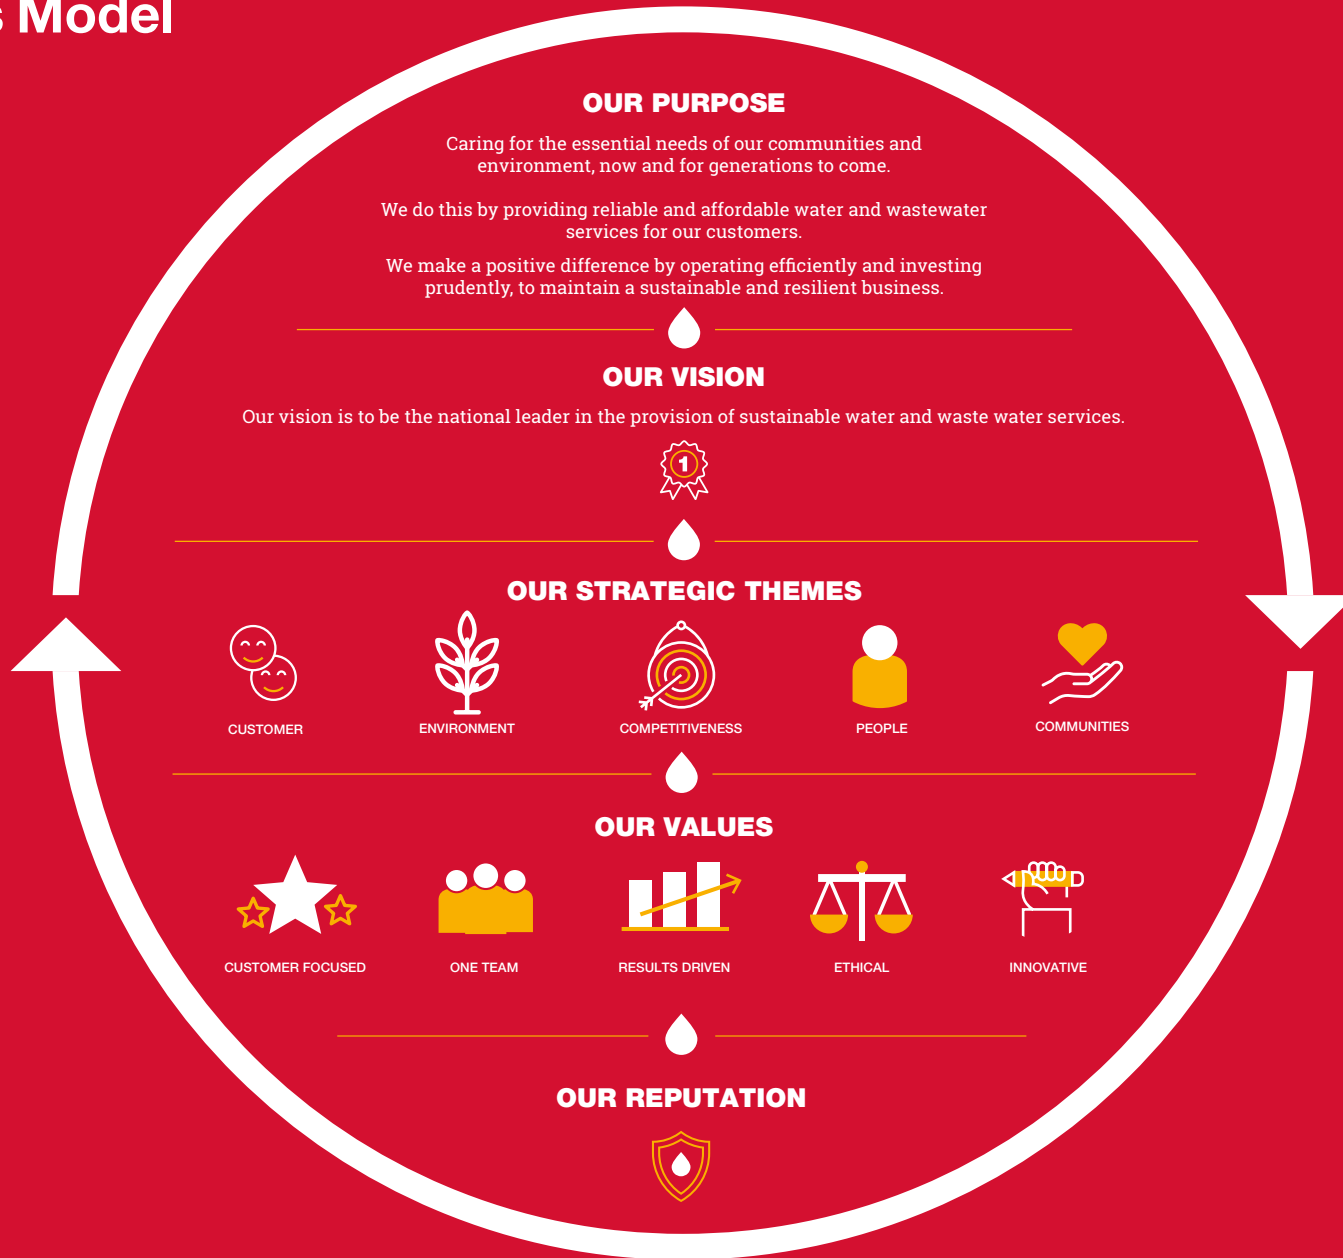 s Model
OUR PURPOSE
Caring for the essential needs of our communities and
environment, now and for generations to come.
We do this by providing reliable and affordable water and wastewater
services for our customers.
We make a positive difference by operating efficiently and investing
prudently, to maintain a sustainable and resilient business.
OUR VISION
Our vision is to be the national leader in the provision of sustainable water and waste water services.
1
OUR STRATEGIC THEMES
CUSTOMER
ENVIRONMENT
COMPETITIVENESS
PEOPLE
COMMUNITIES
OUR VALUES
CUSTOMER FOCUSED
ONE TEAM
RESULTS DRIVEN
ETHICAL
INNOVATIVE
OUR REPUTATION